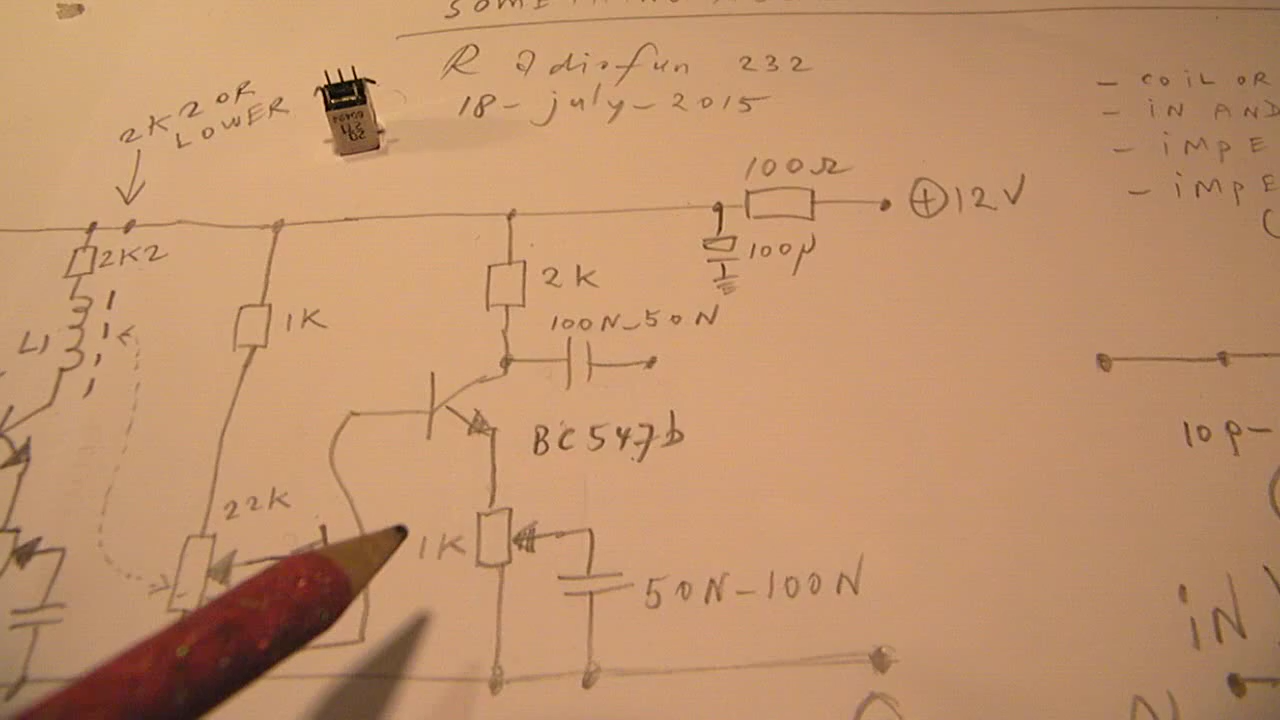 R adiofun 232
18-july-2015
2K2 OR
LOWER
- COIL OR
- IN AND
- IMPE
- IMPE
100Ω
+ 12V
2K2
100µ
2K
L1
1K
100N-50N
BC547b
10p-
22K
1K
50N-100N
IN